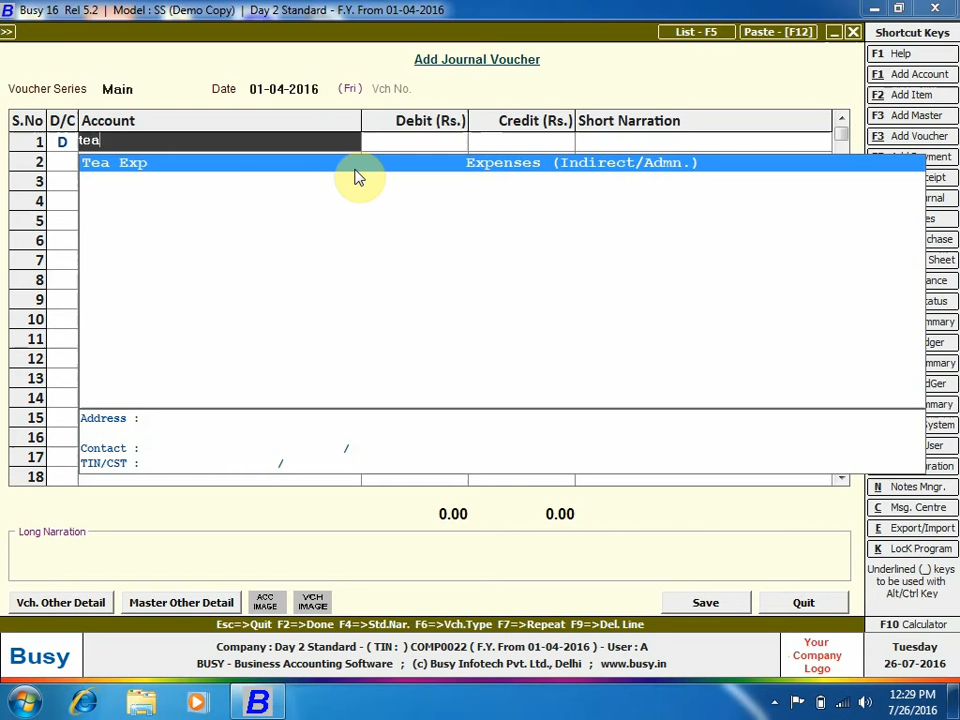 Busy 16 Rel 5.2 | Model : SS (Demo Copy) | Day 2 Standard - F.Y. From 01-04-2016
>> List - F5 Paste - [F12] Shortcut Keys
Add Journal Voucher
F1 Help
Voucher Series Main Date 01-04-2016 (Fri) Vch No.
F1 Add Account
F2 Add Item
S.No D/C Account Debit (Rs.) Credit (Rs.) Short Narration
F3 Add Master
1 D tea
F3 Add Voucher
2 Tea Exp Expenses (Indirect/Admn.)
3
4
5
6
7
8
9
10
11
12
13
14
15 Address :
16
Contact : /
17 TIN/CST : /
18
N Notes Mngr.
C Msg. Centre
0.00 0.00
E Export/Import
Long Narration
K LocK Program
Underlined (_) keys
to be used with
Alt/Ctrl Key
Vch. Other Detail Master Other Detail ACC IMAGE VCH IMAGE Save Quit
Esc=>Quit F2=>Done F4=>Std.Nar. F6=>Vch.Type F7=>Repeat F9=>Del. Line
F10 Calculator
Busy
Company : Day 2 Standard - ( TIN : ) COMP0022 ( F.Y. From 01-04-2016 ) - User : A
BUSY - Business Accounting Software ; (c) Busy Infotech Pvt. Ltd., Delhi ; www.busy.in
Your
Company
Logo
Tuesday
26-07-2016
12:29 PM
7/26/2016